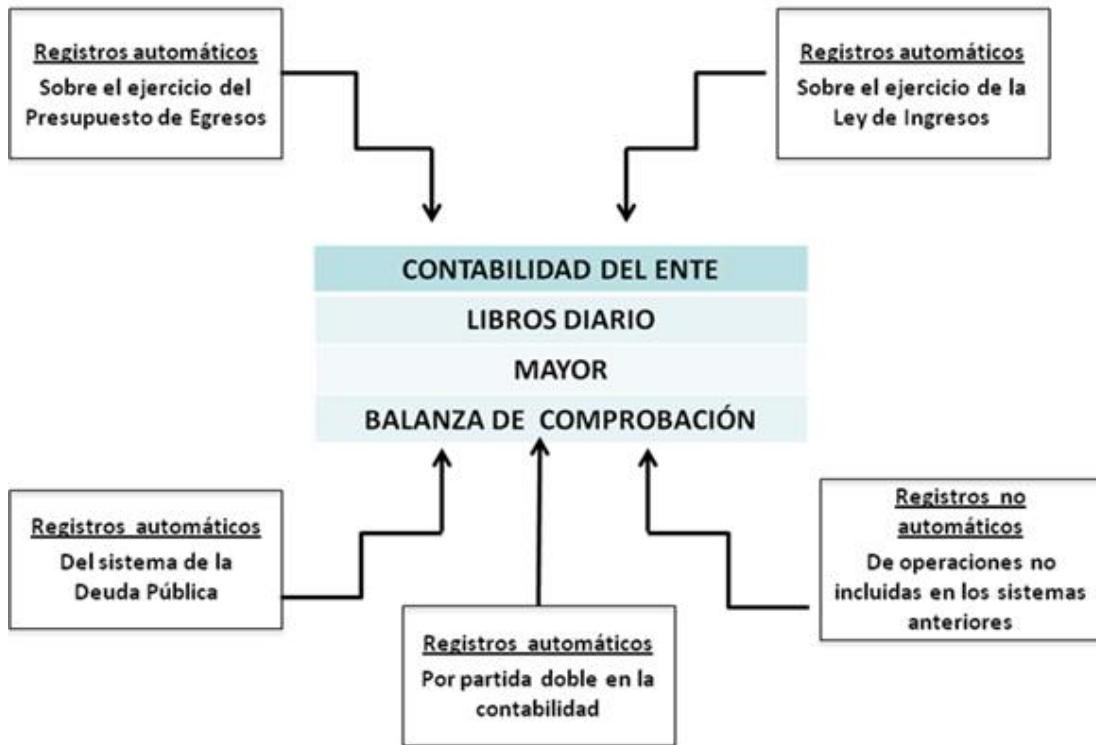 Registros automáticos
Sobre el ejercicio del
Presupuesto de Egresos
Registros automáticos
Sobre el ejercicio de la
Ley de Ingresos
CONTABILIDAD DEL ENTE
LIBROS DIARIO
MAYOR
BALANZA DE COMPROBACIÓN
Registros automáticos
Del sistema de la
Deuda Pública
Registros automáticos
Por partida doble en la
contabilidad
Registros no
automáticos
De operaciones no
incluidas en los sistemas
anteriores